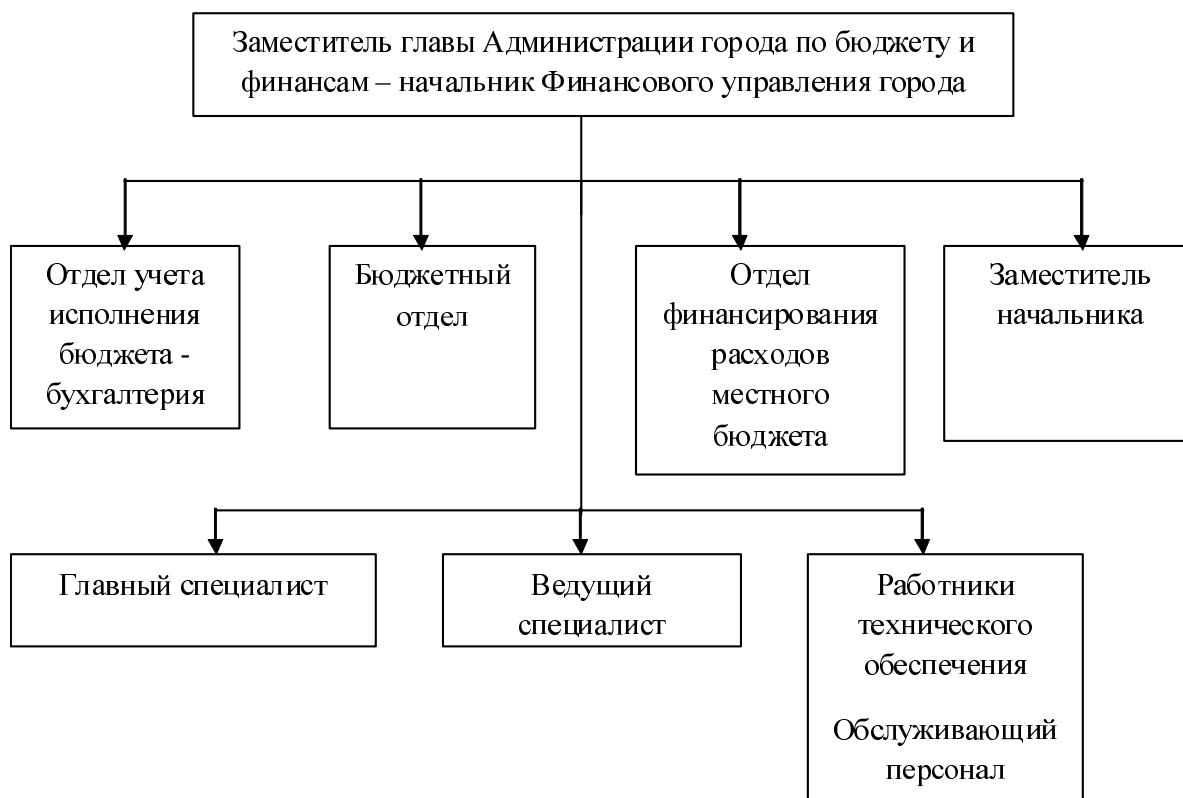 Заместитель главы Администрации города по бюджету и
финансам – начальник Финансового управления города
Отдел учета
исполнения
бюджета -
бухгалтерия
Бюджетный
отдел
Отдел
финансирования
расходов
местного
бюджета
Заместитель
начальника
Главный специалист
Ведущий
специалист
Работники
технического
обеспечения
Обслуживающий
персонал